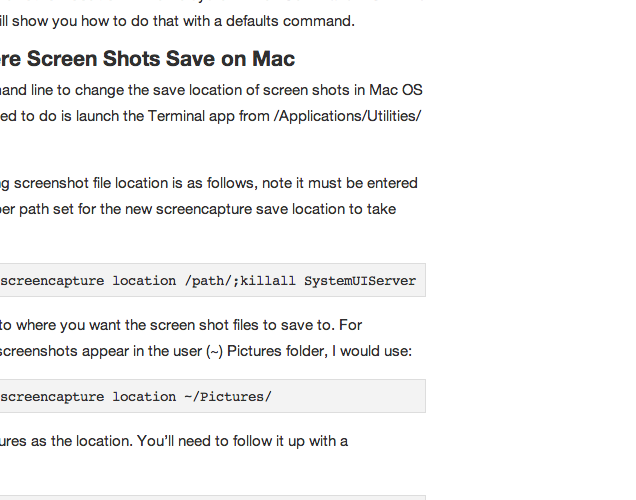 ill show you how to do that with a defaults command.
re Screen Shots Save on Mac
and line to change the save location of screen shots in Mac OS
ed to do is launch the Terminal app from /Applications/Utilities/
g screenshot file location is as follows, note it must be entered
per path set for the new screencapture save location to take
screencapture location /path/;killall SystemUIServer
to where you want the screen shot files to save to. For
screenshots appear in the user (~) Pictures folder, I would use:
screencapture location ~/Pictures/
ures as the location. You’ll need to follow it up with a